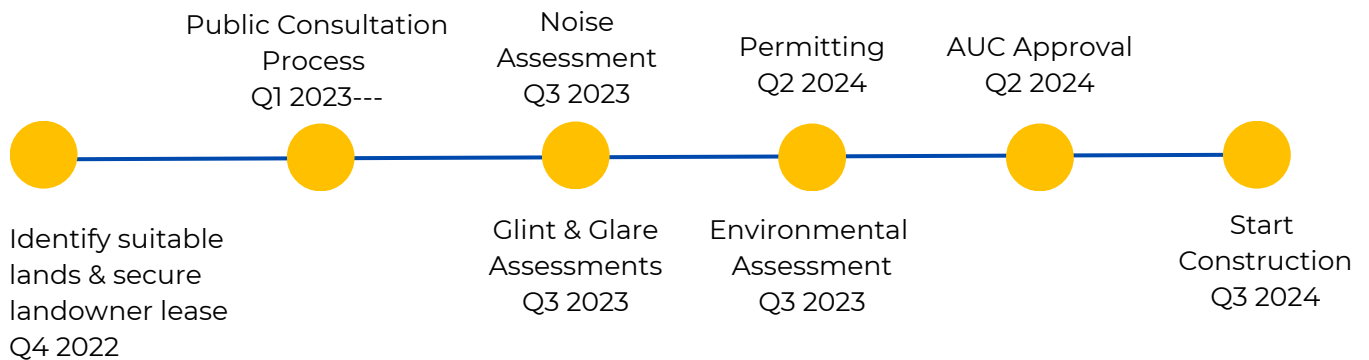 Public Consultation
Process
Q1 2023---
Noise
Assessment
Q3 2023
Permitting
Q2 2024
AUC Approval
Q2 2024
Identify suitable
lands & secure
landowner lease
Q4 2022
Glint & Glare
Assessments
Q3 2023
Environmental
Assessment
Q3 2023
Start
Construction
Q3 2024